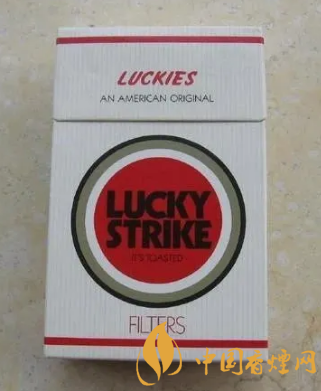 LUCKIES
AN AMERICAN ORIGINAL
LUCKY
STRIKE
IT'S TOASTED
FILTERS
中国香烟网